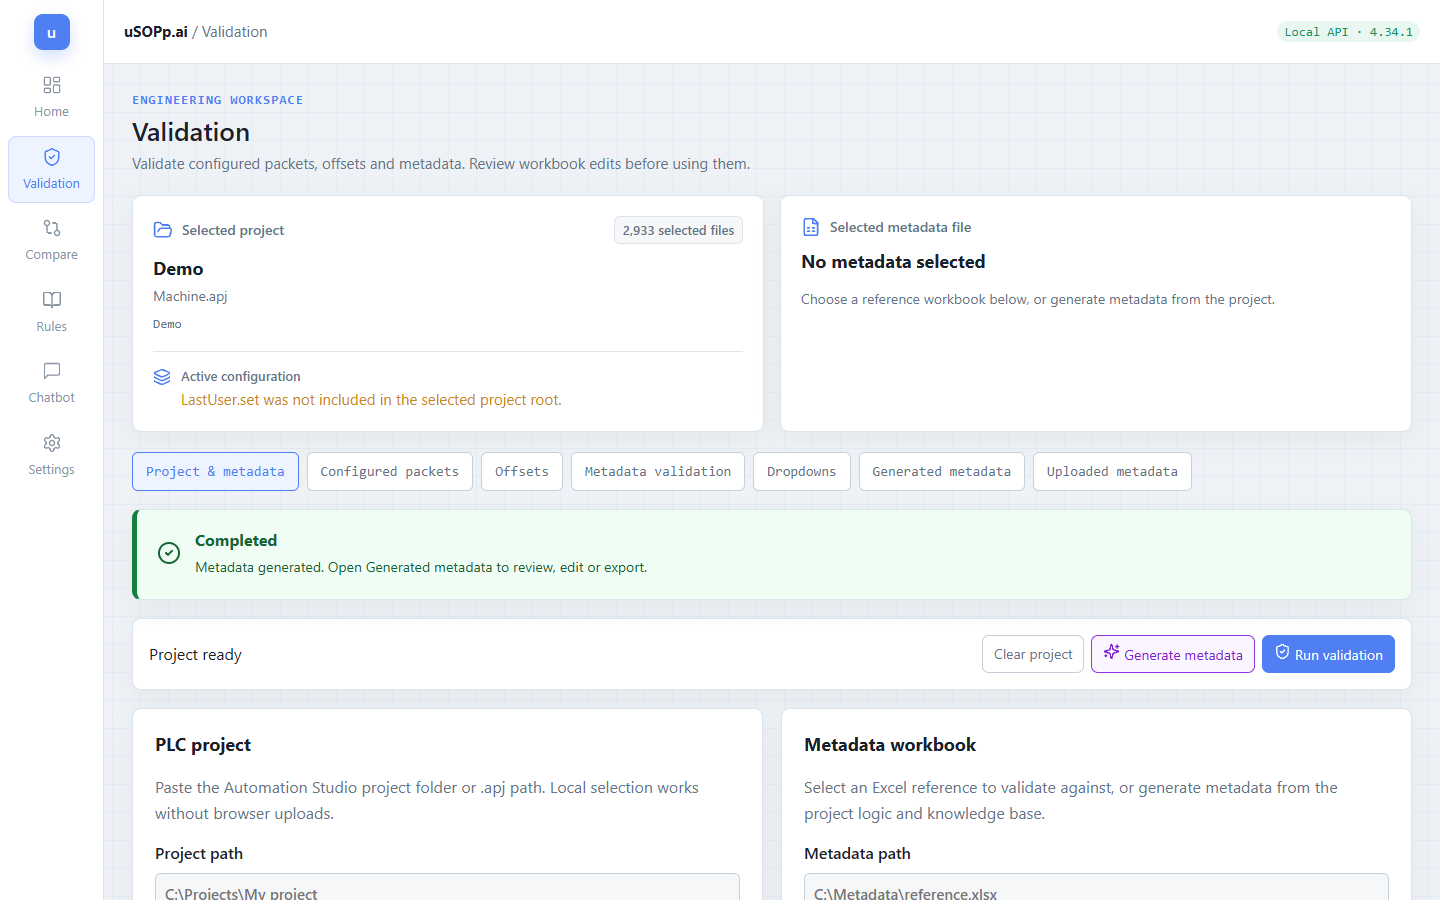 u
uSOPp.ai / Validation
Local API · 4.34.1
Home
Validation
Compare
Rules
Chatbot
Settings
ENGINEERING WORKSPACE
Validation
Validate configured packets, offsets and metadata. Review workbook edits before using them.
Selected project
2,933 selected files
Demo
Machine.apj
Demo
Active configuration
LastUser.set was not included in the selected project root.
Selected metadata file
No metadata selected
Choose a reference workbook below, or generate metadata from the project.
Project & metadata
Configured packets
Offsets
Metadata validation
Dropdowns
Generated metadata
Uploaded metadata
Completed
Metadata generated. Open Generated metadata to review, edit or export.
Project ready
Clear project
Generate metadata
Run validation
PLC project
Paste the Automation Studio project folder or .apj path. Local selection works
without browser uploads.
Project path
C:\Projects\My project
Metadata workbook
Select an Excel reference to validate against, or generate metadata from the
project logic and knowledge base.
Metadata path
C:\Metadata\reference.xlsx